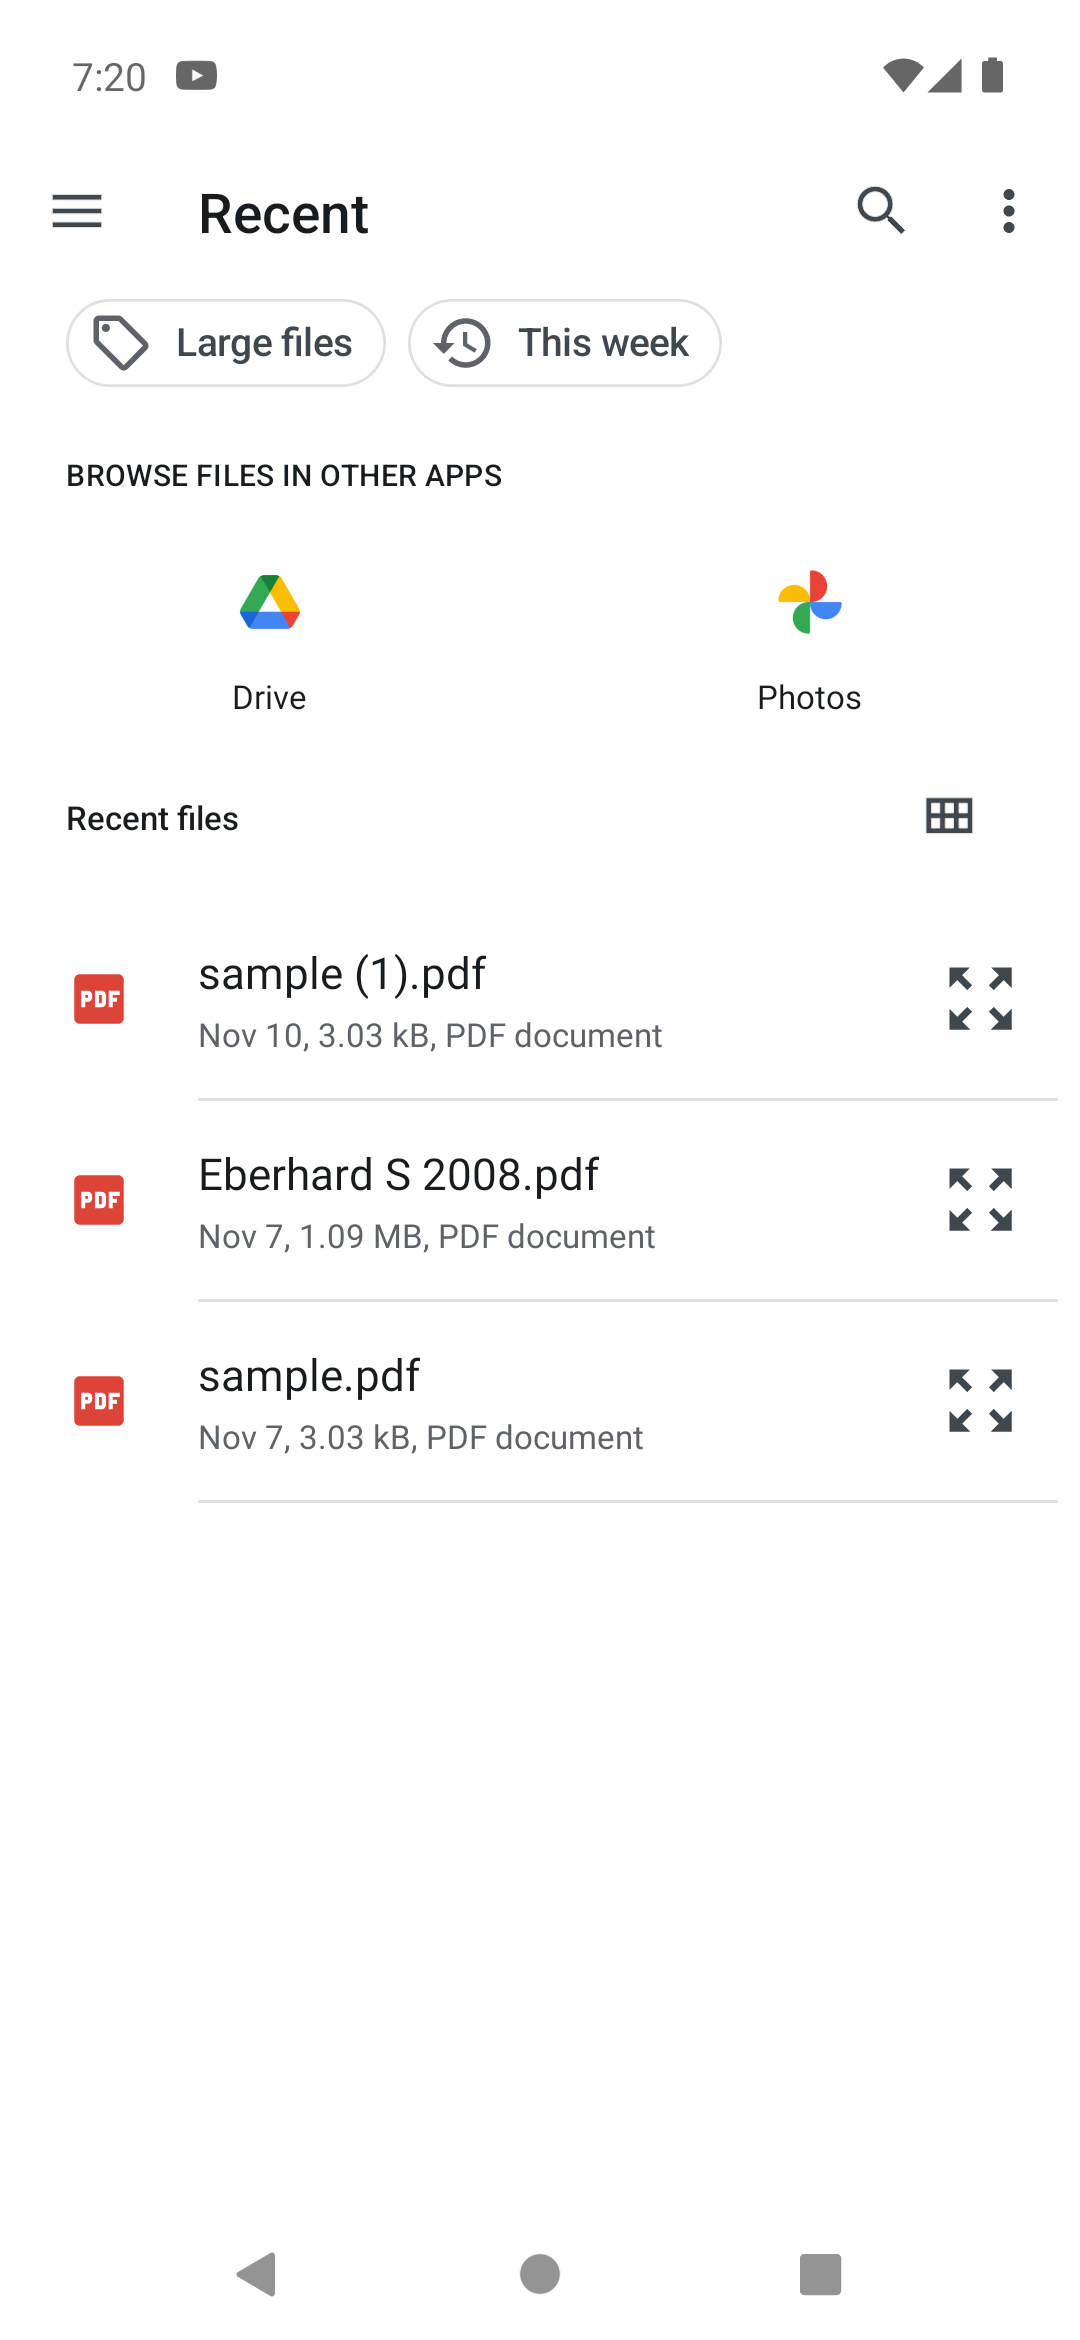 7:20
Recent
Large files
This week
BROWSE FILES IN OTHER APPS
Drive
Photos
Recent files
PDF
sample (1).pdf
Nov 10, 3.03 kB, PDF document
PDF
Eberhard S 2008.pdf
Nov 7, 1.09 MB, PDF document
PDF
sample.pdf
Nov 7, 3.03 kB, PDF document